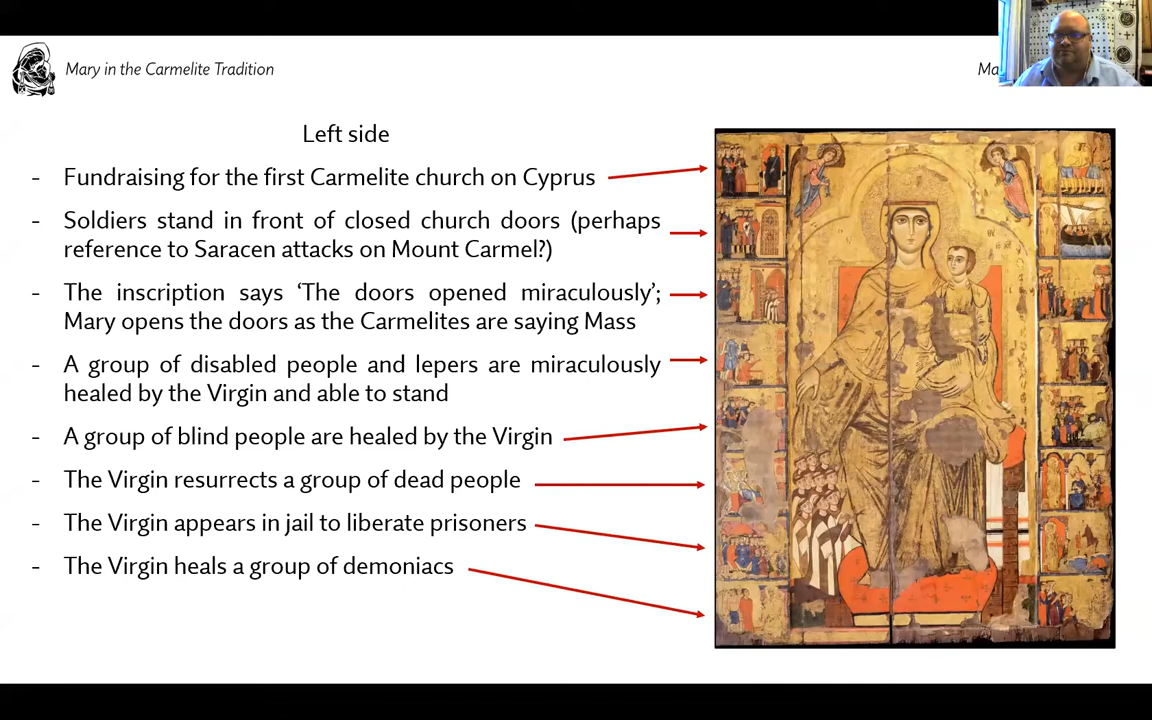 Mary in the Carmelite Tradition
Left side
- Fundraising for the first Carmelite church on Cyprus
- Soldiers stand in front of closed church doors (perhaps
reference to Saracen attacks on Mount Carmel?)
- The inscription says ‘The doors opened miraculously’;
Mary opens the doors as the Carmelites are saying Mass
- A group of disabled people and lepers are miraculously
healed by the Virgin and able to stand
- A group of blind people are healed by the Virgin
- The Virgin resurrects a group of dead people
- The Virgin appears in jail to liberate prisoners
- The Virgin heals a group of demoniacs